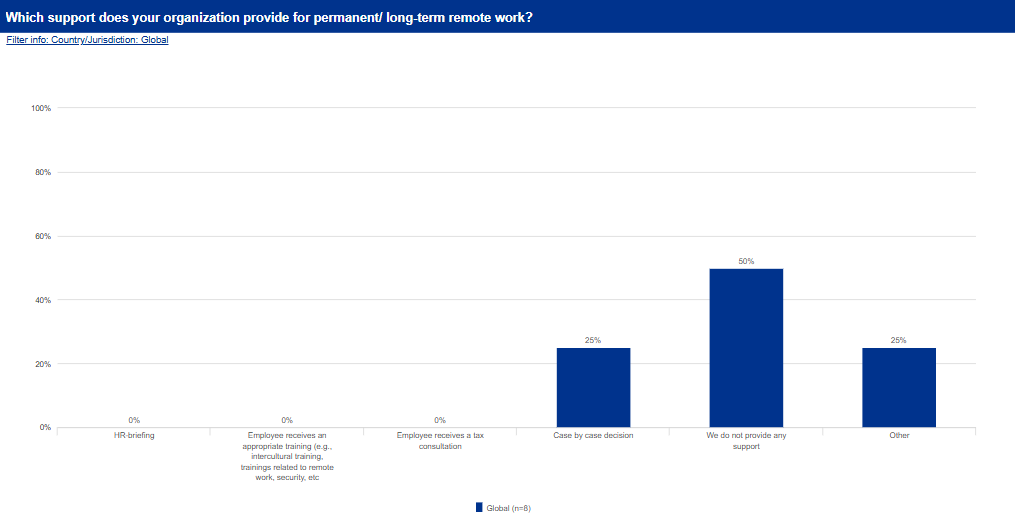 Which support does your organization provide for permanent/ long-term remote work?
Filter info: Country/Jurisdiction: Global
100%
80%
60%
40%
20%
0%
0%
0%
0%
25%
50%
25%
HR-briefing
Employee receives an
appropriate training (e.g.,
intercultural training,
trainings related to remote
work, security, etc
Employee receives a tax
consultation
Case by case decision
We do not provide any
support
Other
Global (n=8)